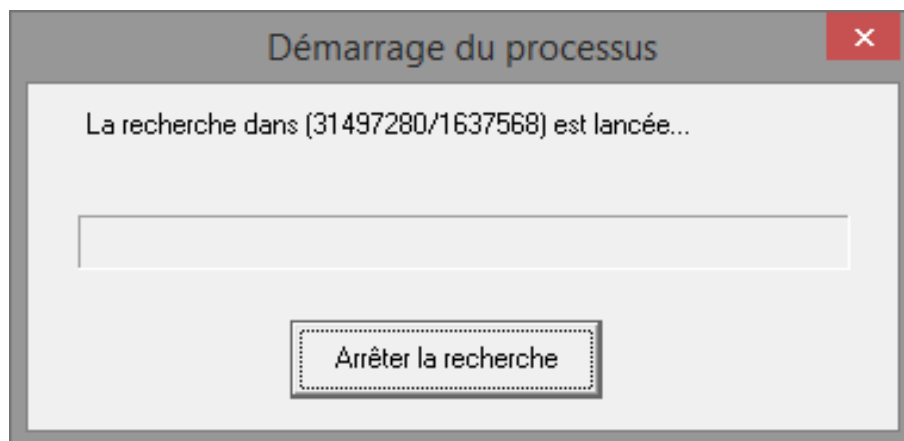 Démarrage du processus
La recherche dans (31497280/1637568) est lancée...
Arrêter la recherche